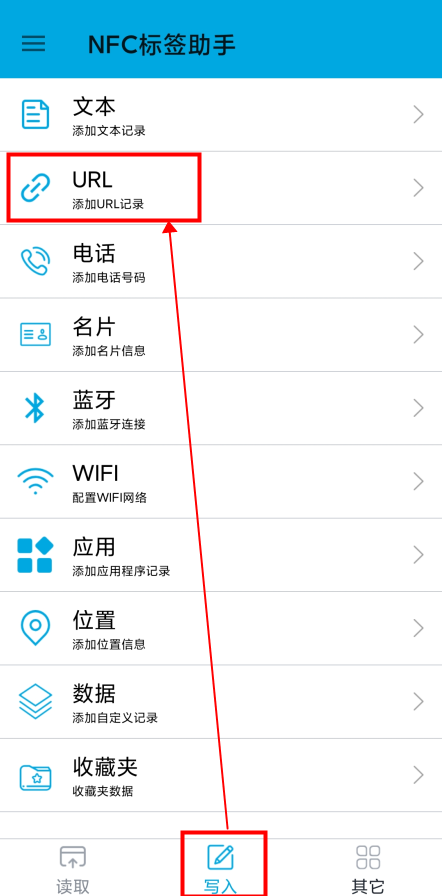 NFC标签助手
文本
添加文本记录
URL
添加URL记录
电话
添加电话号码
名片
添加名片信息
蓝牙
添加蓝牙连接
WIFI
配置WIFI网络
应用
添加应用程序记录
位置
添加位置信息
数据
添加自定义记录
收藏夹
收藏夹数据
读取
写入
其它